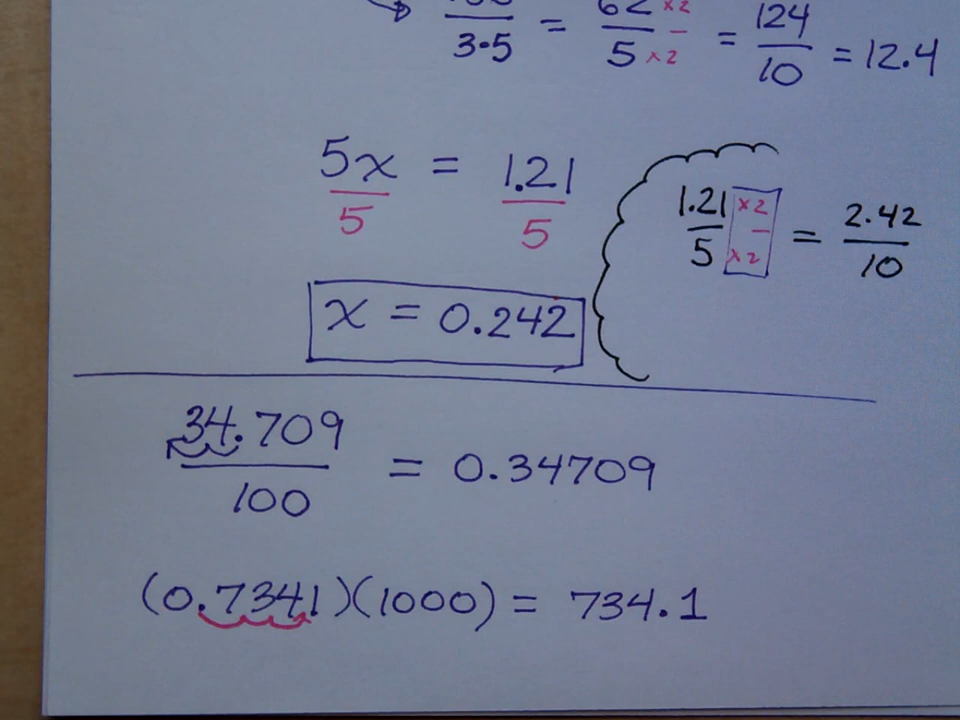 / 3·5 = 62 ×2 / 5 ×2 = 124 / 10 = 12.4
5x / 5 = 1.21 / 5
1.21 ×2 / 5 ×2 = 2.42 / 10
x = 0.242
34.709 / 100 = 0.34709
(0.7341)(1000) = 734.1